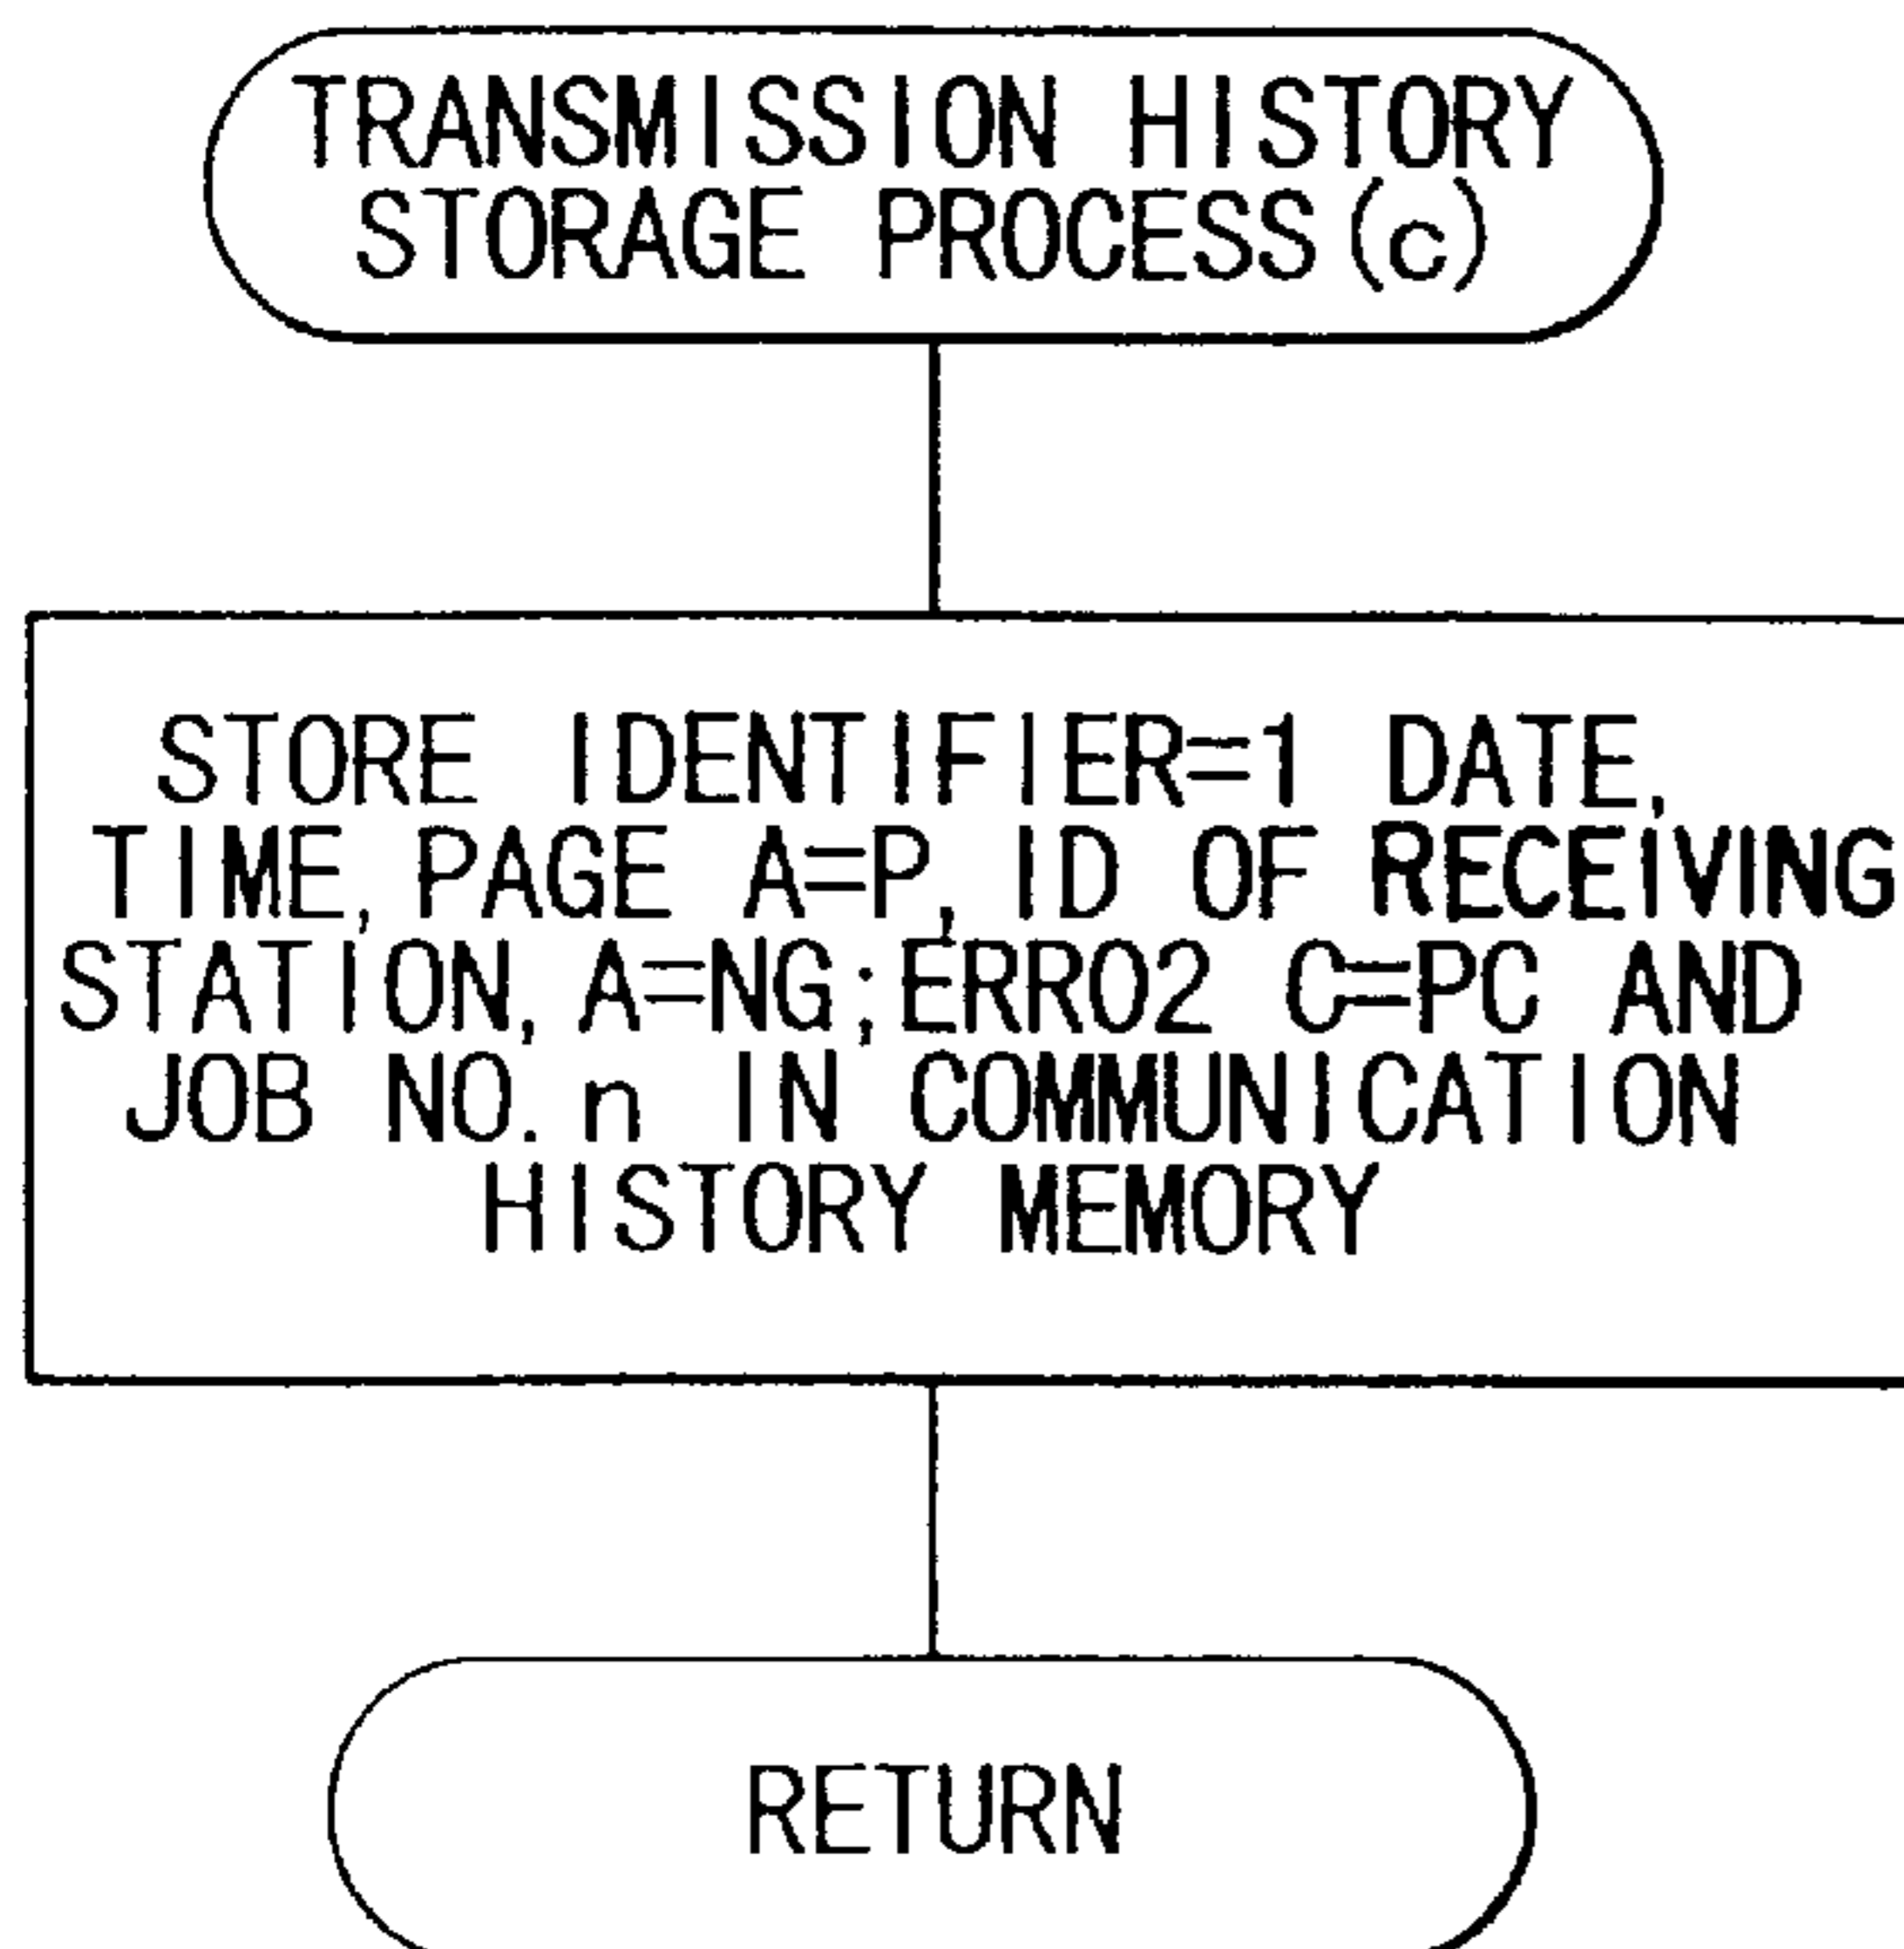 TRANSMISSION HISTORY
STORAGE PROCESS(c)
STORE IDENTIFIER=1 DATE,
TIME, PAGE A=P, ID OF RECEIVING
STATION, A=NG;ERRO2 C=PC AND
JOB NO. n IN COMMUNICATION
HISTORY MEMORY
RETURN